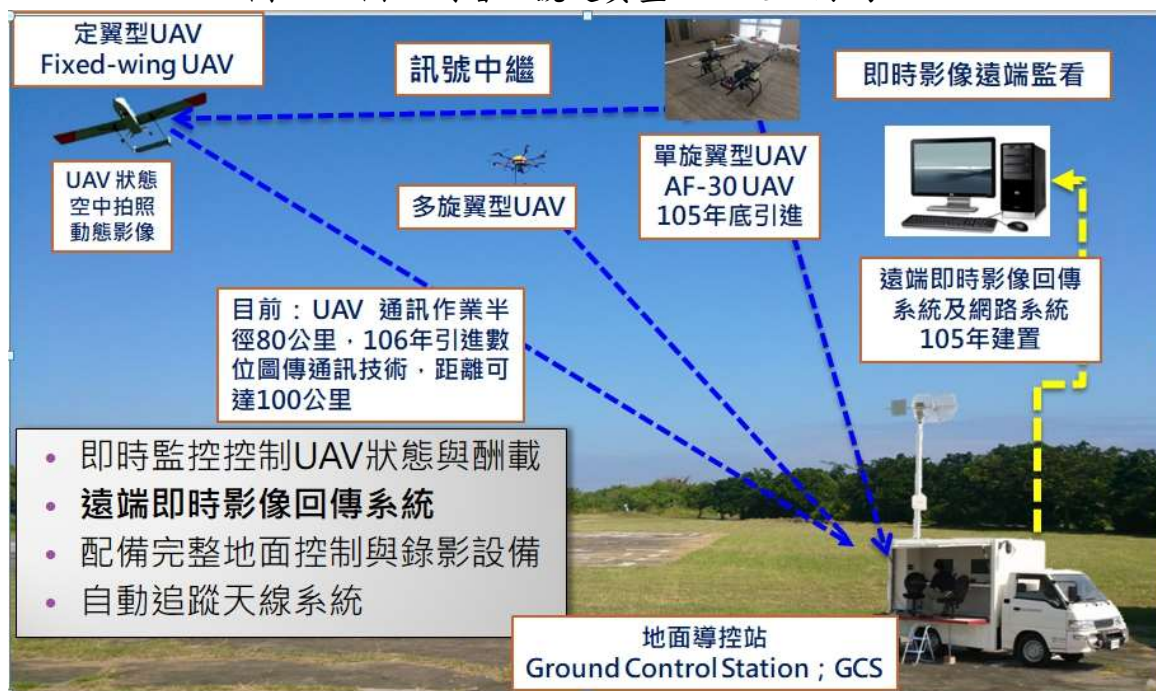 定翼型UAV
Fixed-wing UAV
訊號中繼
即時影像遠端監看
UAV 狀態
空中拍照
動態影像
多旋翼型UAV
單旋翼型UAV
AF-30 UAV
105年底引進
目前：UAV 通訊作業半
徑80公里，106年引進數
位圖傳通訊技術，距離可
達100公里
遠端即時影像回傳
系統及網路系統
105年建置
• 即時監控控制UAV狀態與酬載
• 遠端即時影像回傳系統
• 配備完整地面控制與錄影設備
• 自動追蹤天線系統
地面導控站
Ground Control Station；GCS